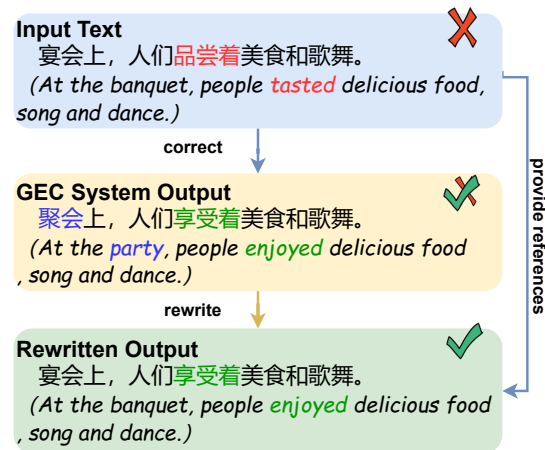 Input Text
宴会上，人们品尝着美食和歌舞。
(At the banquet, people tasted delicious food,
song and dance.)
correct
GEC System Output
聚会上，人们享受着美食和歌舞。
(At the party, people enjoyed delicious food
, song and dance.)
rewrite
Rewritten Output
宴会上，人们享受着美食和歌舞。
(At the banquet, people enjoyed delicious food
, song and dance.)
provide references